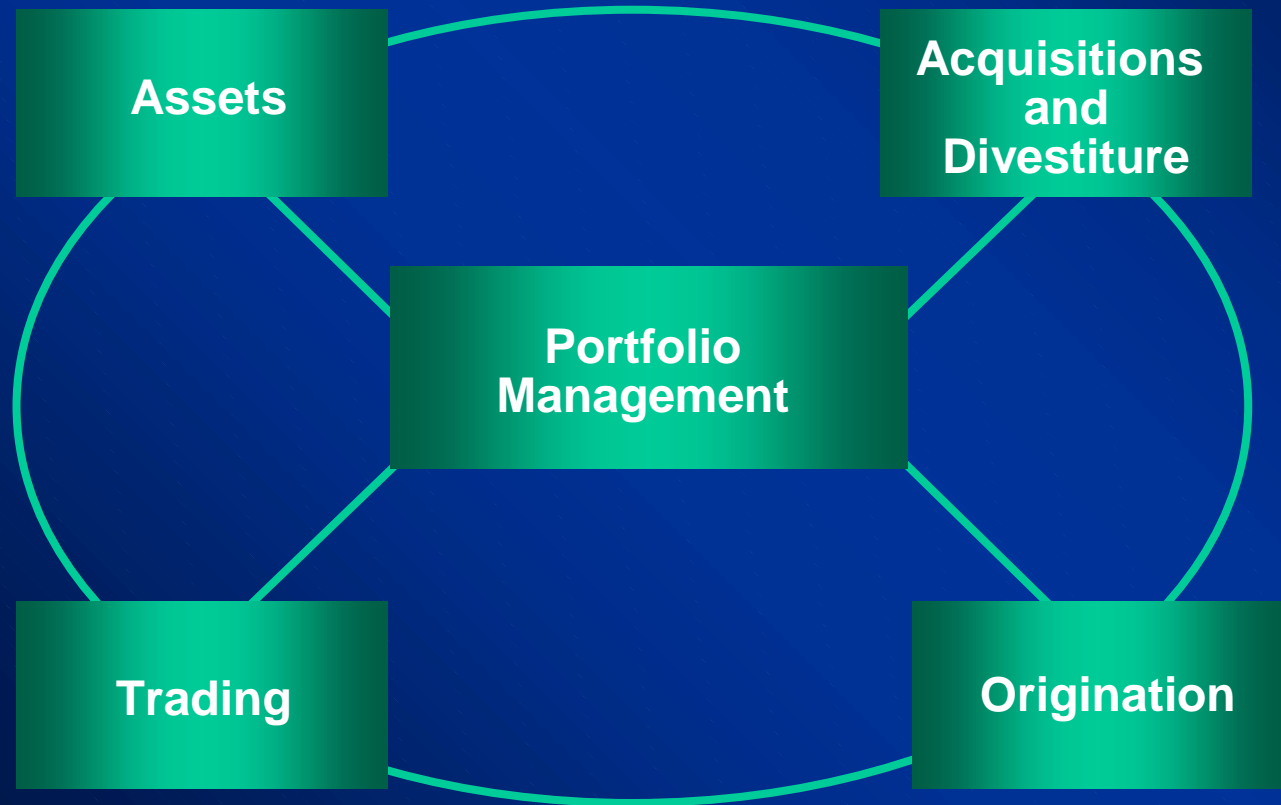 Assets
Acquisitions
and
Divestiture
Portfolio
Management
Trading
Origination